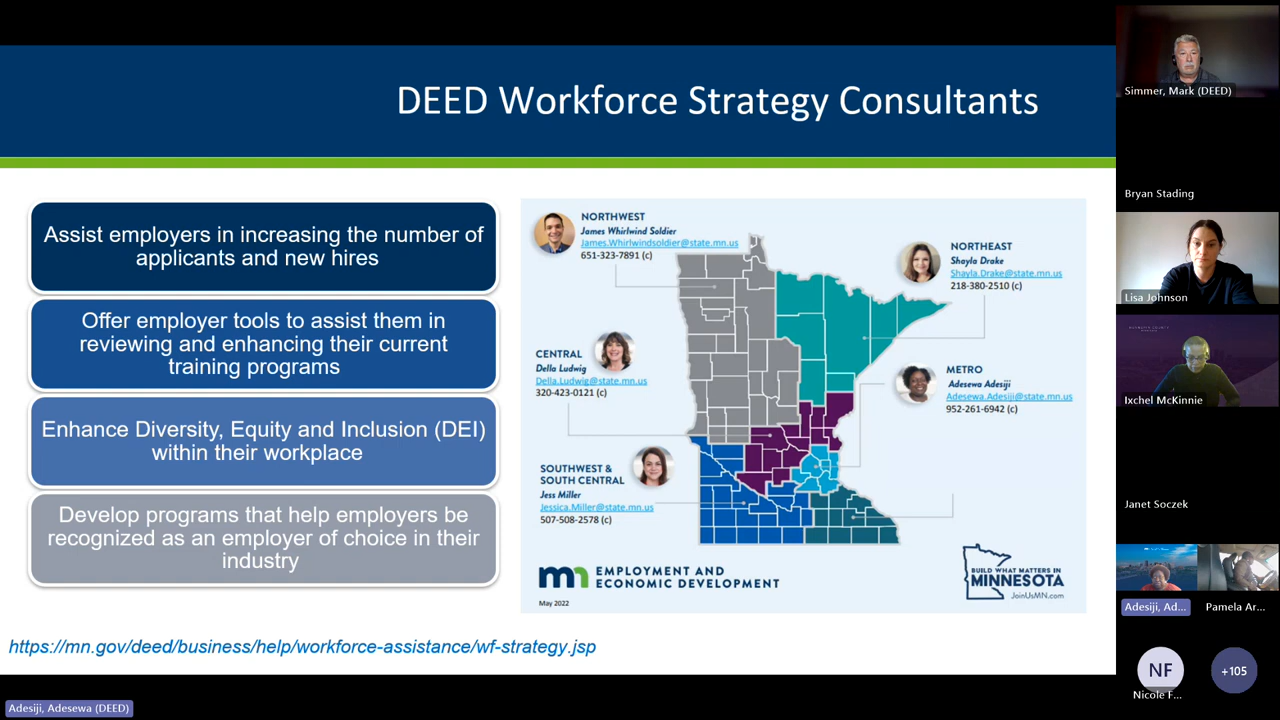 DEED Workforce Strategy Consultants
Assist employers in increasing the number of
applicants and new hires
Offer employer tools to assist them in
reviewing and enhancing their current
training programs
Enhance Diversity, Equity and Inclusion (DEI)
within their workplace
Develop programs that help employers be
recognized as an employer of choice in their
industry
NORTHWEST
James Whirlwind Soldier
James.Whirlwindsoldier@state.mn.us
651-323-7891 (c)
NORTHEAST
Shayla Drake
Shayla.Drake@state.mn.us
218-380-2510 (c)
CENTRAL
Della Ludwig
Della.Ludwig@state.mn.us
320-423-0121 (c)
METRO
Adesewa Adesiji
Adesewa.Adesiji@state.mn.us
952-261-6942 (c)
SOUTHWEST &
SOUTH CENTRAL
Jess Miller
Jessica.Miller@state.mn.us
507-508-2578 (c)
mn EMPLOYMENT AND
ECONOMIC DEVELOPMENT
May 2022
BUILD WHAT MATTERS IN
MINNESOTA
JoinUsMN.com
https://mn.gov/deed/business/help/workforce-assistance/wf-strategy.jsp
Adesiji, Adesewa (DEED)
Simmer, Mark (DEED)
Bryan Stading
Lisa Johnson
Ixchel McKinnie
Janet Soczek
Adesiji, Ad...
Pamela Ar...
NF
Nicole F...
+105